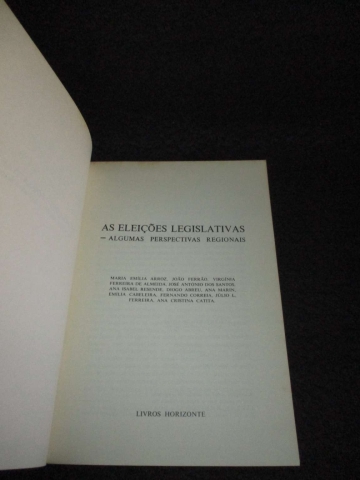 AS ELEIÇÕES LEGISLATIVAS
— ALGUMAS PERSPECTIVAS REGIONAIS
MARIA EMÍLIA ARROZ, JOÃO FERRÃO, VIRGÍNIA
FERREIRA DE ALMEIDA, JOSÉ ANTÓNIO DOS SANTOS,
ANA ISABEL RESENDE, DIOGO ABREU, ANA MARIN,
EMÍLIA CABELEIRA, FERNANDO CORREIA, JÚLIO L.
FERREIRA, ANA CRISTINA CATITA.
LIVROS HORIZONTE